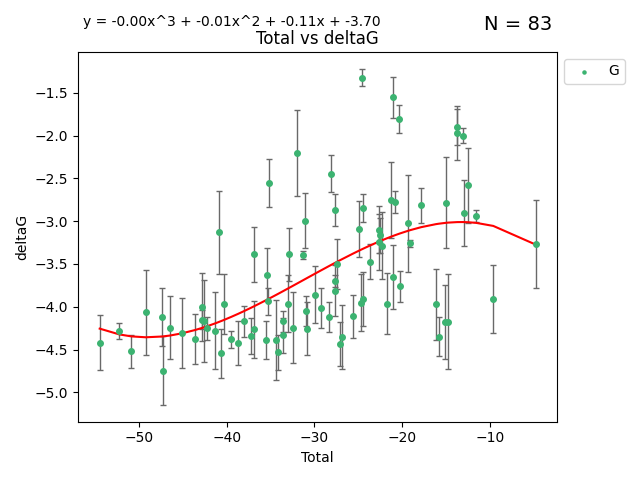 y = -0.00x^3 + -0.01x^2 + -0.11x + -3.70
N = 83
Total vs deltaG
G
−1.5
−2.0
−2.5
−3.0
−3.5
−4.0
−4.5
−5.0
deltaG
−50
−40
−30
−20
−10
Total